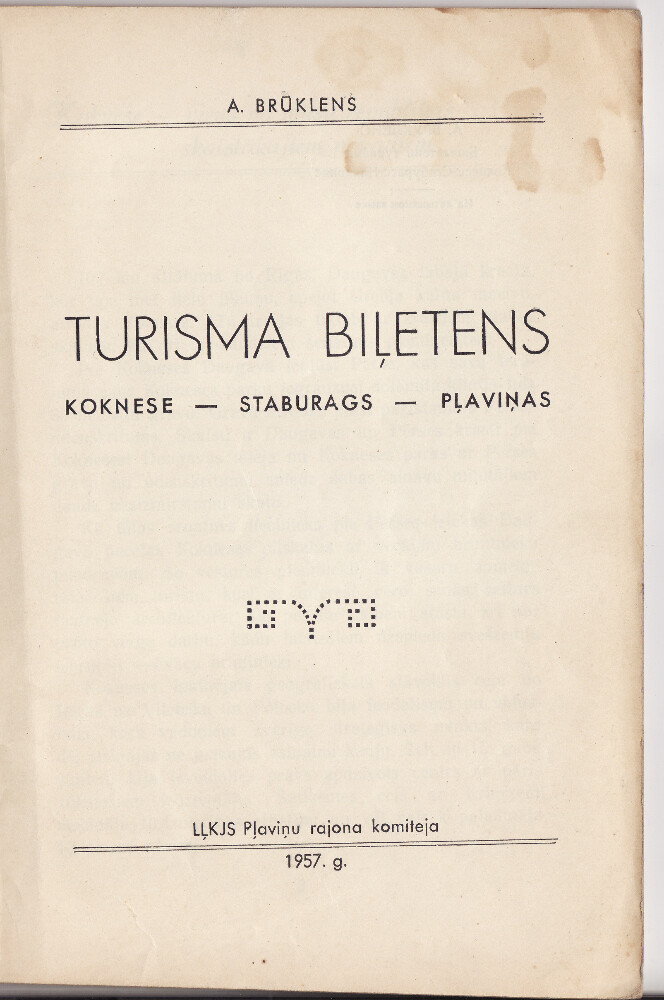 A. BRŪKLENS
TURISMA BIĻETENS
KOKNESE — STABURAGS — PĻAVIŅAS
LĻKJS Pļaviņu rajona komiteja
1957. g.